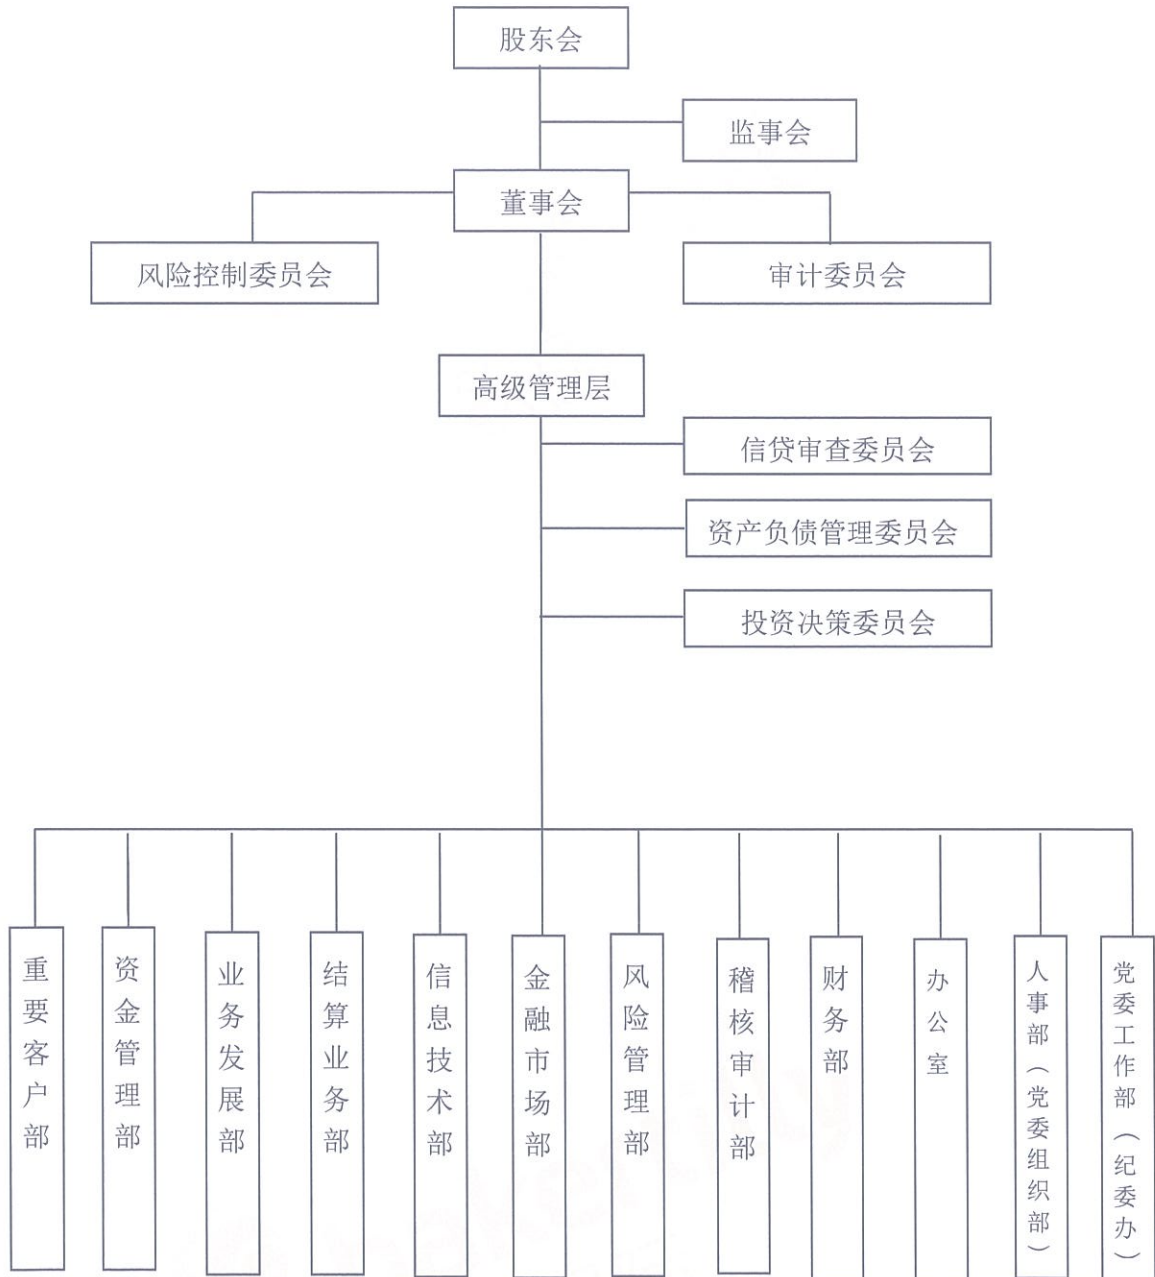 股东会
监事会
董事会
风险控制委员会
审计委员会
高级管理层
信贷审查委员会
资产负债管理委员会
投资决策委员会
重要客户部
资金管理部
业务发展部
结算业务部
信息技术部
金融市场部
风险管理部
稽核审计部
财务部
办公室
人事部（党委组织部）
党委工作部（纪委办）